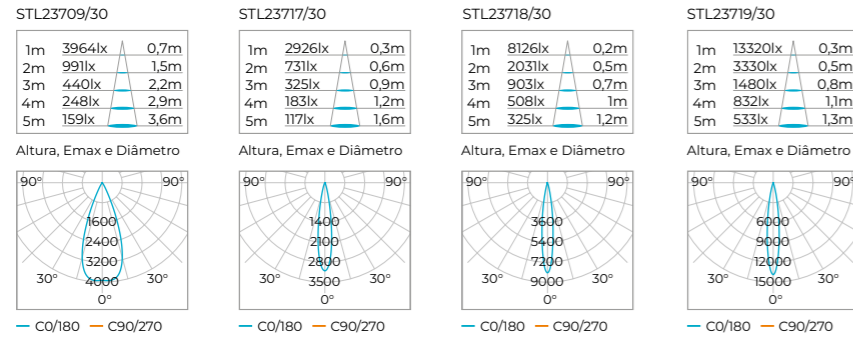 STL23709/30
1m 3964lx 0,7m
2m 991lx 1,5m
3m 440lx 2,2m
4m 248lx 2,9m
5m 159lx 3,6m
Altura, Emax e Diâmetro
90° 90°
1600
2400
3200
30° 4000 30°
0°
C0/180 C90/270
STL23717/30
1m 2926lx 0,3m
2m 731lx 0,6m
3m 325lx 0,9m
4m 183lx 1,2m
5m 117lx 1,6m
Altura, Emax e Diâmetro
90° 90°
1400
2100
2800
30° 3500 30°
0°
C0/180 C90/270
STL23718/30
1m 8126lx 0,2m
2m 2031lx 0,5m
3m 903lx 0,7m
4m 508lx 1m
5m 325lx 1,2m
Altura, Emax e Diâmetro
90° 90°
3600
5400
7200
30° 9000 30°
0°
C0/180 C90/270
STL23719/30
1m 13320lx 0,3m
2m 3330lx 0,5m
3m 1480lx 0,8m
4m 832lx 1,1m
5m 533lx 1,3m
Altura, Emax e Diâmetro
90° 90°
6000
9000
12000
30° 15000 30°
0°
C0/180 C90/270